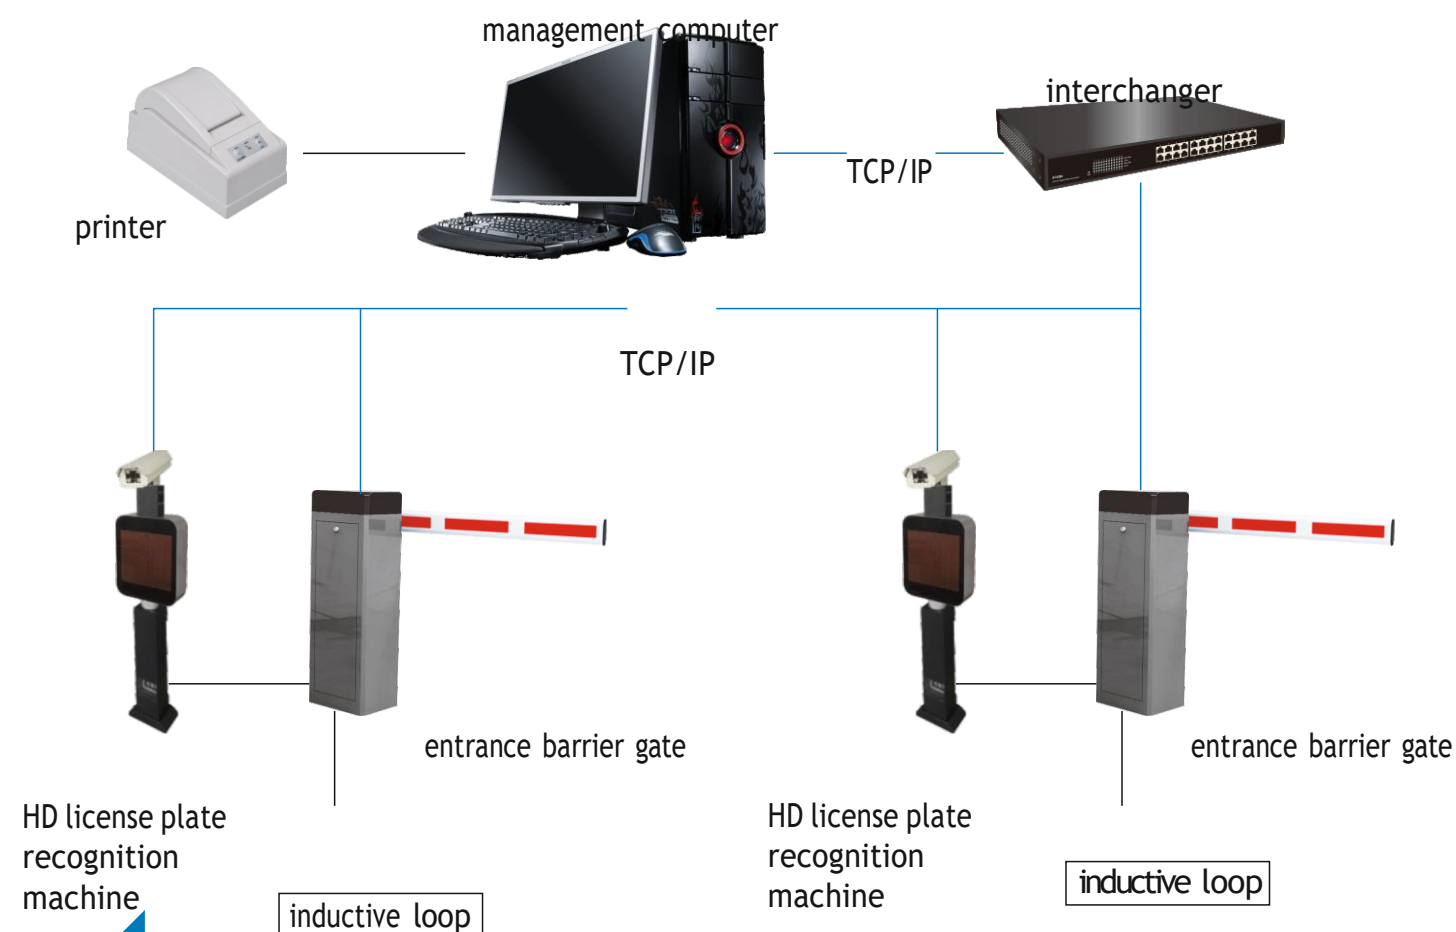 management computer
interchanger
TCP/IP
printer
TCP/IP
entrance barrier gate
entrance barrier gate
HD license plate
recognition
machine
HD license plate
recognition
machine
inductive loop
inductive loop